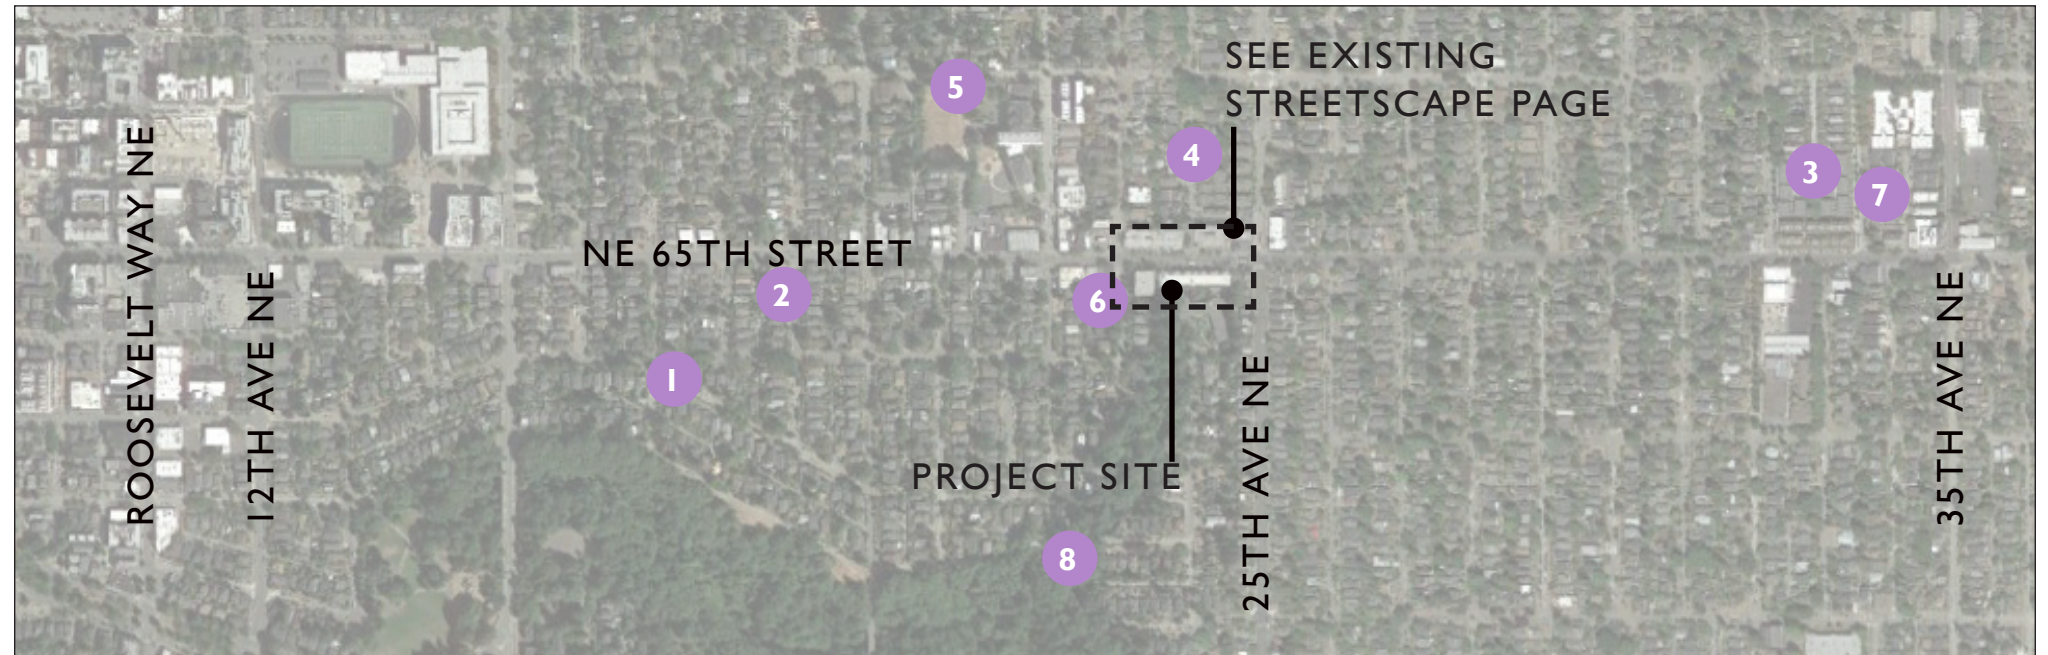 SEE EXISTING
STREETSCAPE PAGE
5
4
3
7
ROOSEVELT WAY NE
NE 65TH STREET
2
6
12TH AVE NE
1
25TH AVE NE
35TH AVE NE
PROJECT SITE
8